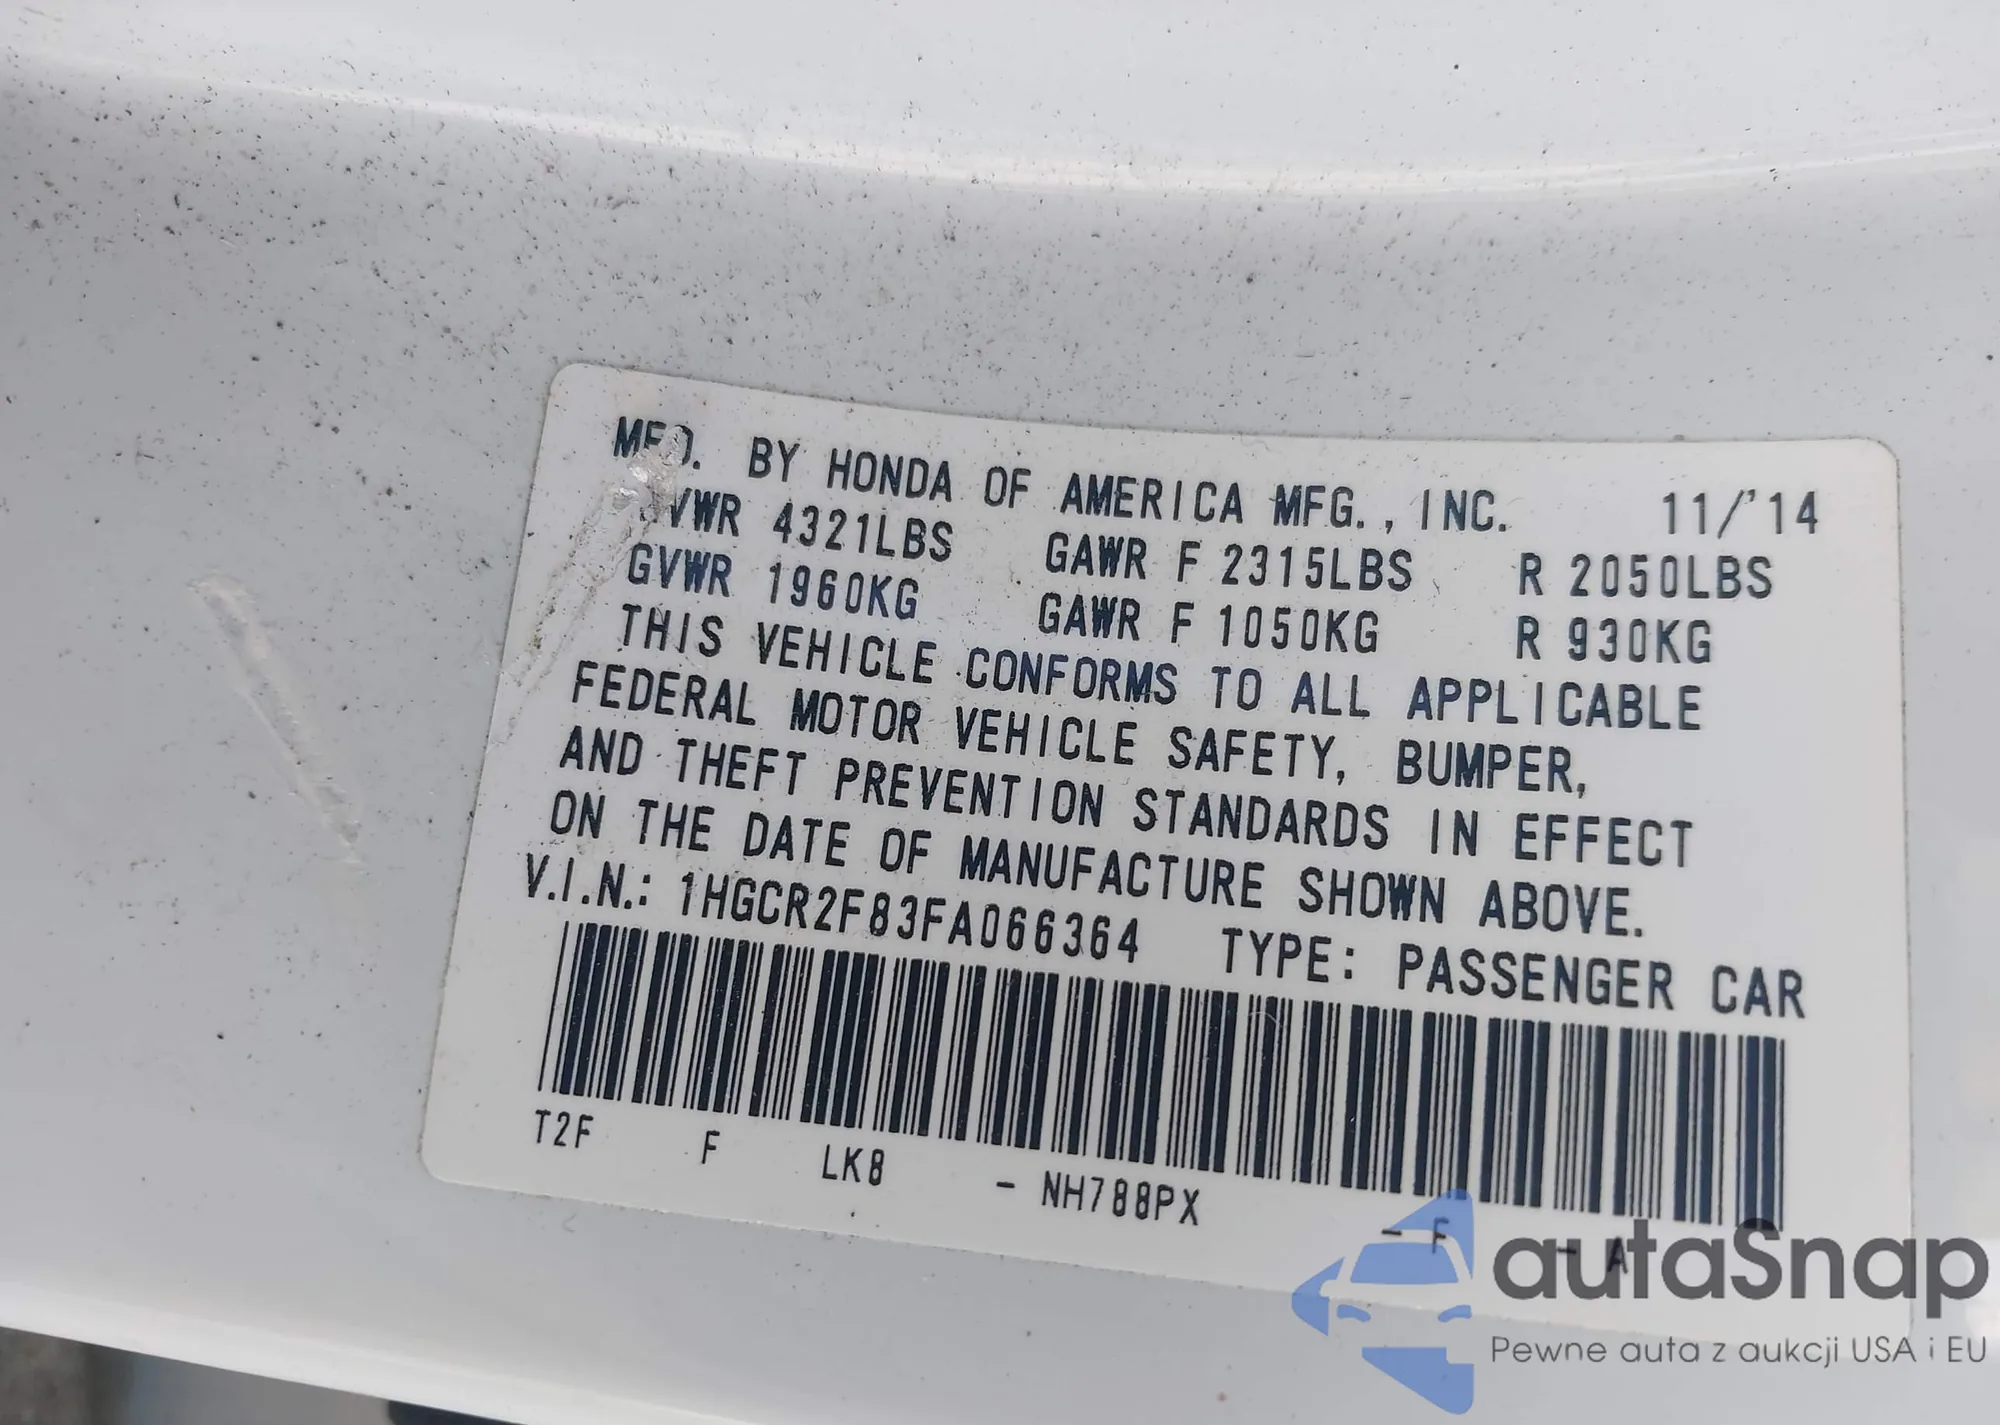 MFD. BY HONDA OF AMERICA MFG., INC. 11/'14
GVWR 4321LBS GAWR F 2315LBS R 2050LBS
GVWR 1960KG GAWR F 1050KG R 930KG
THIS VEHICLE CONFORMS TO ALL APPLICABLE
FEDERAL MOTOR VEHICLE SAFETY, BUMPER,
AND THEFT PREVENTION STANDARDS IN EFFECT
ON THE DATE OF MANUFACTURE SHOWN ABOVE.
V.I.N.: 1HGCR2F83FA066364 TYPE: PASSENGER CAR
T2F F LK8 - NH788PX - F - A
autaSnap
Pewne auta z aukcji USA i EU